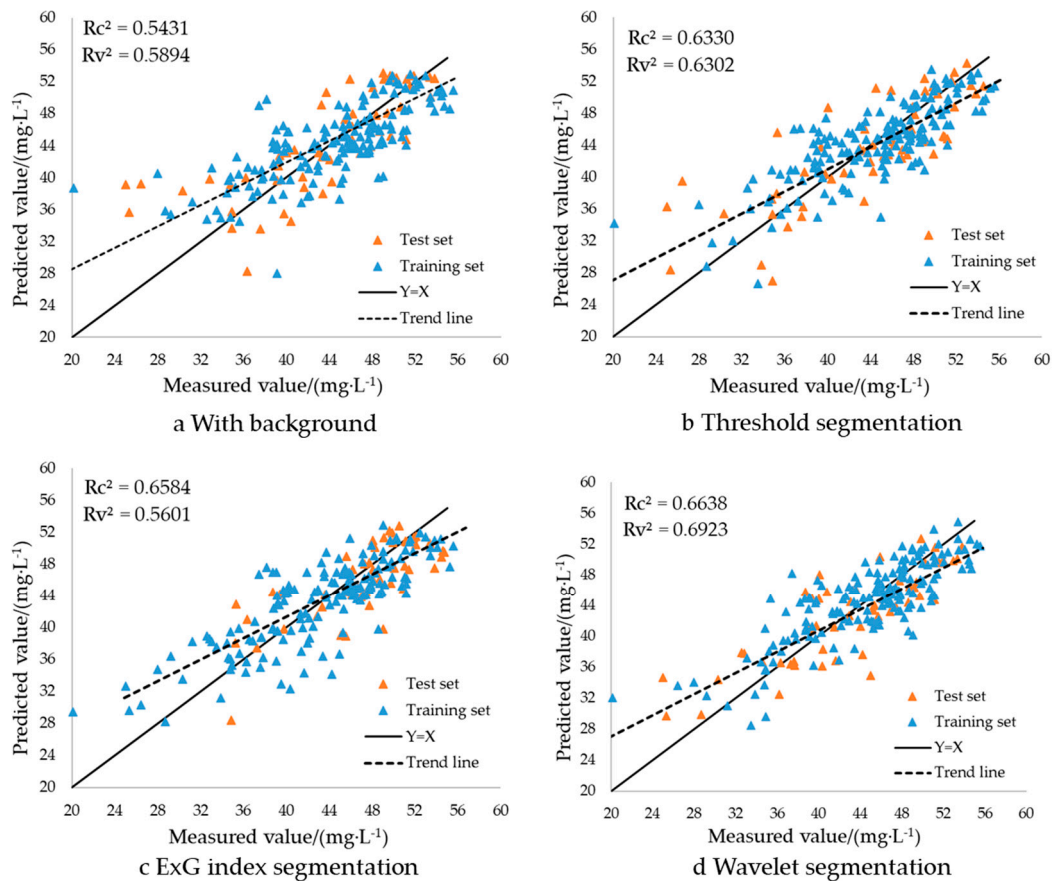 Rc² = 0.5431
Rv² = 0.5894
Predicted value/(mg·L⁻¹)
60
56
52
48
44
40
36
32
28
24
20
Test set
Training set
Y=X
Trend line
20 24 28 32 36 40 44 48 52 56 60
Measured value/(mg·L⁻¹)
a With background
Rc² = 0.6330
Rv² = 0.6302
Predicted value/(mg·L⁻¹)
60
56
52
48
44
40
36
32
28
24
20
Test set
Training set
Y=X
Trend line
20 24 28 32 36 40 44 48 52 56 60
Measured value/(mg·L⁻¹)
b Threshold segmentation
Rc² = 0.6584
Rv² = 0.5601
Predicted value/(mg·L⁻¹)
60
56
52
48
44
40
36
32
28
24
20
Test set
Training set
Y=X
Trend line
20 24 28 32 36 40 44 48 52 56 60
Measured value/(mg·L⁻¹)
c ExG index segmentation
Rc² = 0.6638
Rv² = 0.6923
Predicted value/(mg·L⁻¹)
60
56
52
48
44
40
36
32
28
24
20
Test set
Training set
Y=X
Trend line
20 24 28 32 36 40 44 48 52 56 60
Measured value/(mg·L⁻¹)
d Wavelet segmentation